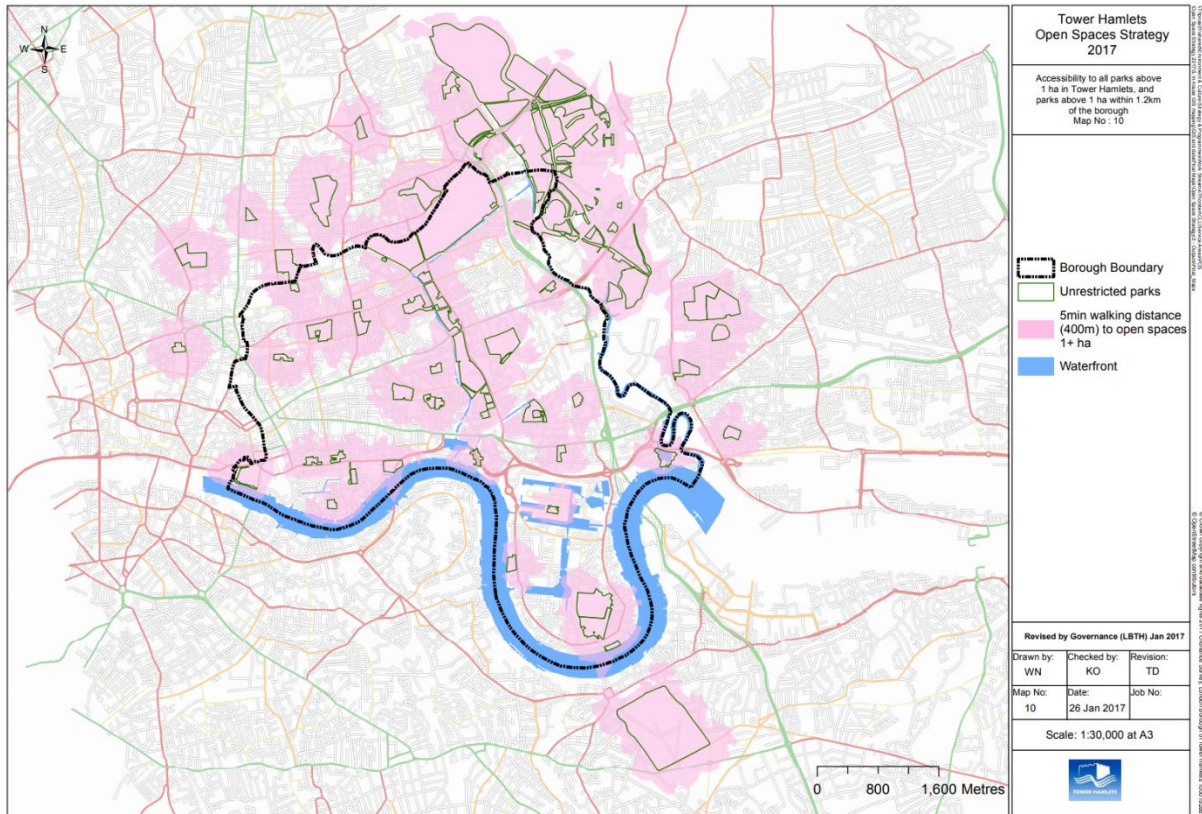 N
W E
S
Tower Hamlets
Open Spaces Strategy
2017
Accessibility to all parks above
1 ha in Tower Hamlets, and
parks above 1 ha within 1.2km
of the borough
Map No : 10
Borough Boundary
Unrestricted parks
5min walking distance
(400m) to open spaces
1+ ha
Waterfront
Revised by Governance (LBTH) Jan 2017
Drawn by: Checked by: Revision:
WN KO TD
Map No: Date: Job No:
10 26 Jan 2017
Scale: 1:30,000 at A3
TOWER HAMLETS
0 800 1,600 Metres
© OpenStreetMap contributors